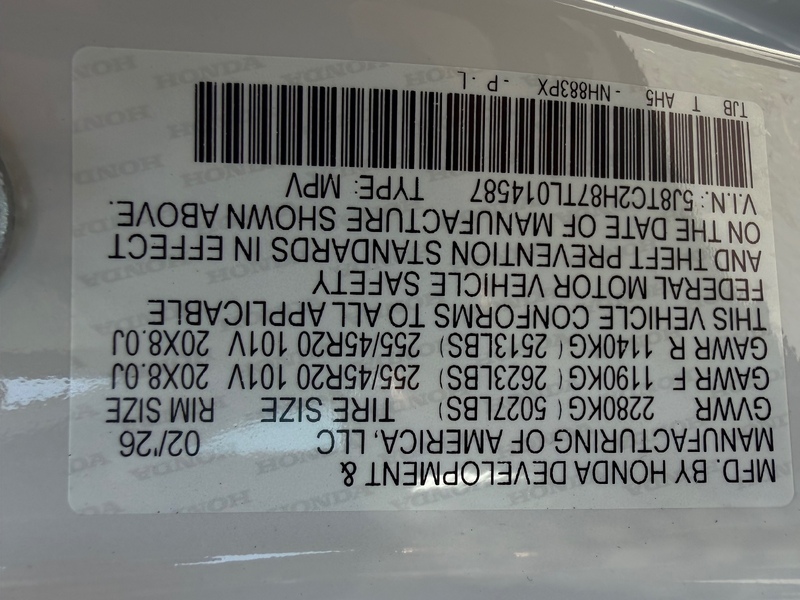 MFD. BY HONDA DEVELOPMENT &
MANUFACTURING OF AMERICA, LLC 02/'26
GVWR 2280KG ( 5027LBS) TIRE SIZE RIM SIZE
GAWR F 1190KG ( 2623LBS) 255/45R20 101V 20X8.0J
GAWR R 1140KG ( 2513LBS) 255/45R20 101V 20X8.0J
THIS VEHICLE CONFORMS TO ALL APPLICABLE
FEDERAL MOTOR VEHICLE SAFETY
AND THEFT PREVENTION STANDARDS IN EFFECT
ON THE DATE OF MANUFACTURE SHOWN ABOVE.
V.I.N.: 5J8TC2H87TL014587 TYPE: MPV
TJB T AH5 - NH883PX - P . L